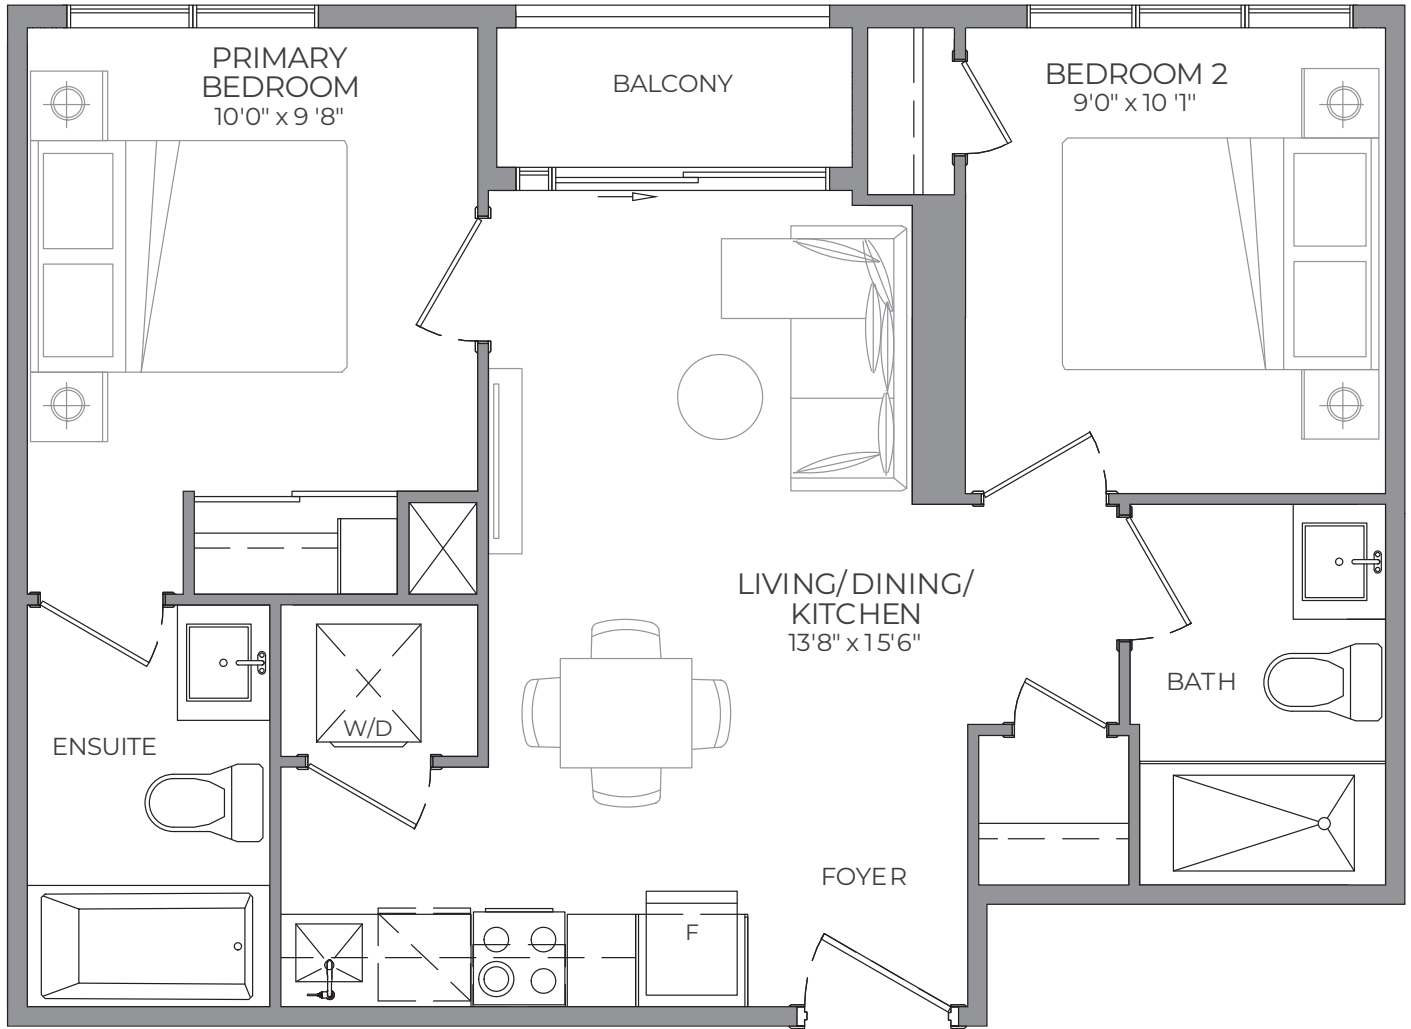 PRIMARY
BEDROOM
10'0" x 9 '8"
BALCONY
BEDROOM 2
9'0" x 10 '1"
LIVING/DINING/
KITCHEN
13'8" x 15'6"
W/D
ENSUITE
BATH
FOYER
F